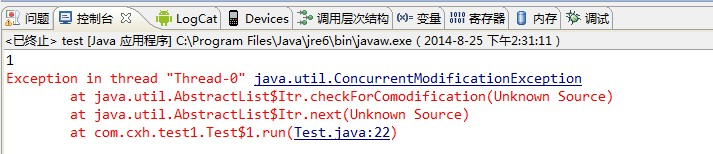 问题 控制台 LogCat Devices 调用层次结构 变量 寄存器 内存 调试
<已终止> test [Java 应用程序] C:\Program Files\Java\jre6\bin\javaw.exe ( 2014-8-25 下午2:31:11 )
1
Exception in thread "Thread-0" java.util.ConcurrentModificationException
at java.util.AbstractList$Itr.checkForComodification(Unknown Source)
at java.util.AbstractList$Itr.next(Unknown Source)
at com.cxh.test1.Test$1.run(Test.java:22)